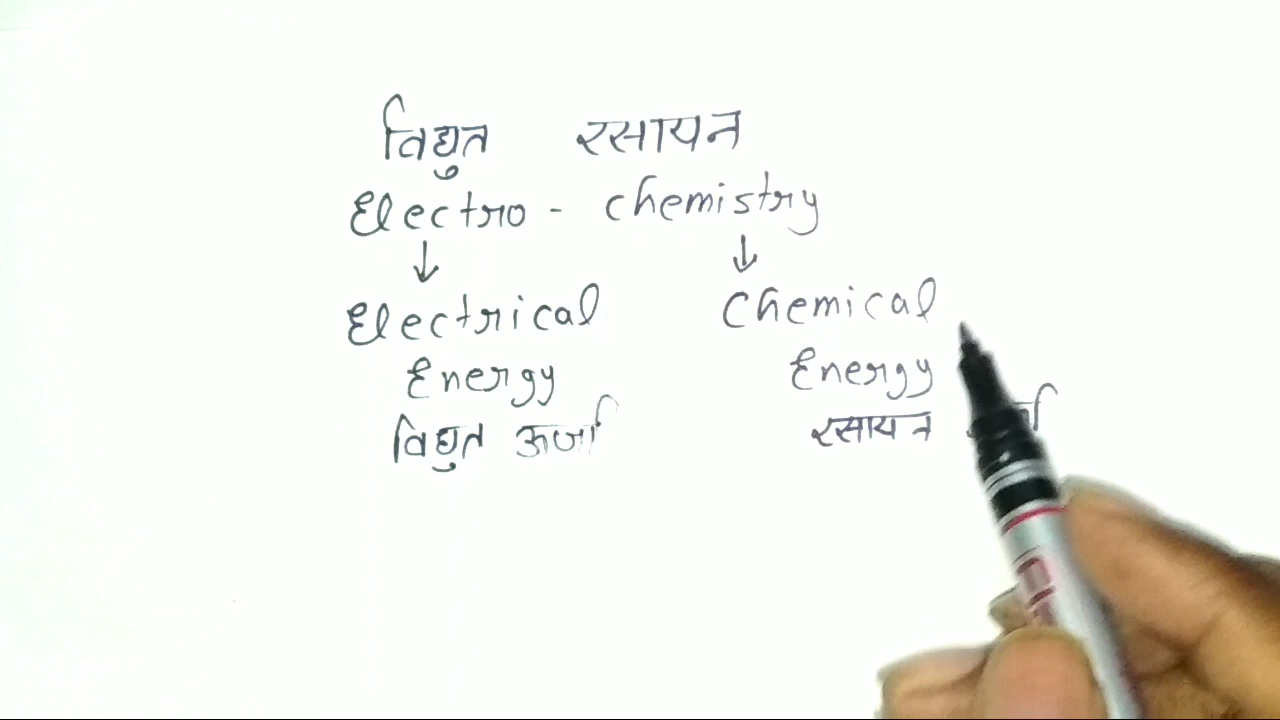 विद्युत रसायन
Electro - chemistry
↓ ↓
Electrical Chemical
Energy Energy
विद्युत ऊर्जा रसायन